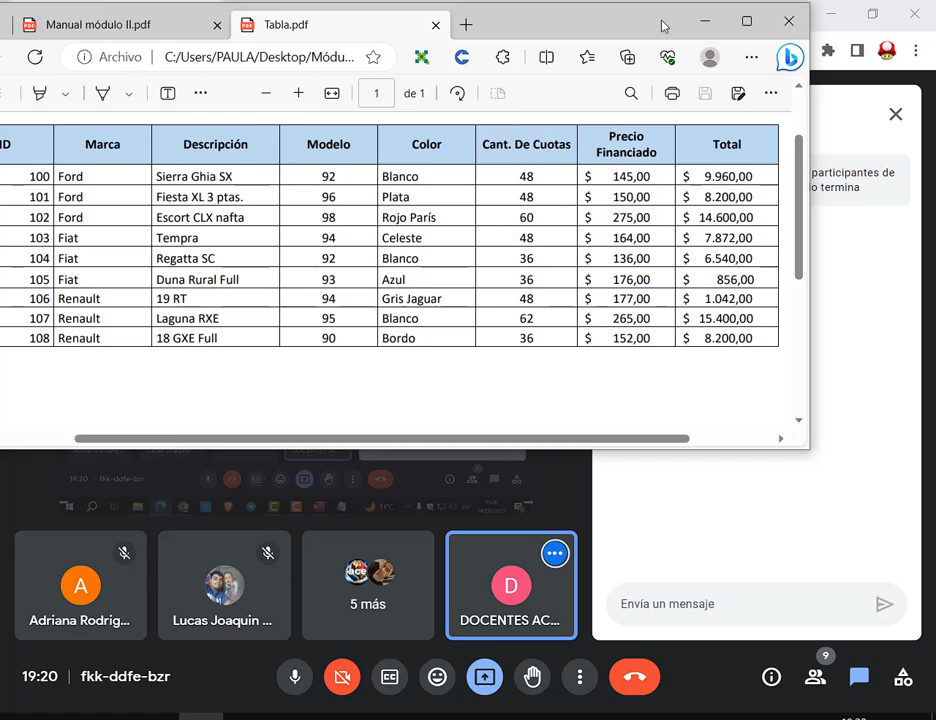 Manual módulo II.pdf
Tabla.pdf
Archivo
C:/Users/PAULA/Desktop/Módu...
1
de 1
ID Marca Descripción Modelo Color Cant. De Cuotas Precio Financiado Total
100 Ford Sierra Ghia SX 92 Blanco 48 $ 145,00 $ 9.960,00
101 Ford Fiesta XL 3 ptas. 96 Plata 48 $ 150,00 $ 8.200,00
102 Ford Escort CLX nafta 98 Rojo París 60 $ 275,00 $ 14.600,00
103 Fiat Tempra 94 Celeste 48 $ 164,00 $ 7.872,00
104 Fiat Regatta SC 92 Blanco 36 $ 136,00 $ 6.540,00
105 Fiat Duna Rural Full 93 Azul 36 $ 176,00 $ 856,00
106 Renault 19 RT 94 Gris Jaguar 48 $ 177,00 $ 1.042,00
107 Renault Laguna RXE 95 Blanco 62 $ 265,00 $ 15.400,00
108 Renault 18 GXE Full 90 Bordo 36 $ 152,00 $ 8.200,00
participantes de
lo termina
19:20 fkk-ddfe-bzr
A
ace
D
Adriana Rodrig...
Lucas Joaquin ...
5 más
DOCENTES AC...
Envía un mensaje
19:20
fkk-ddfe-bzr
9